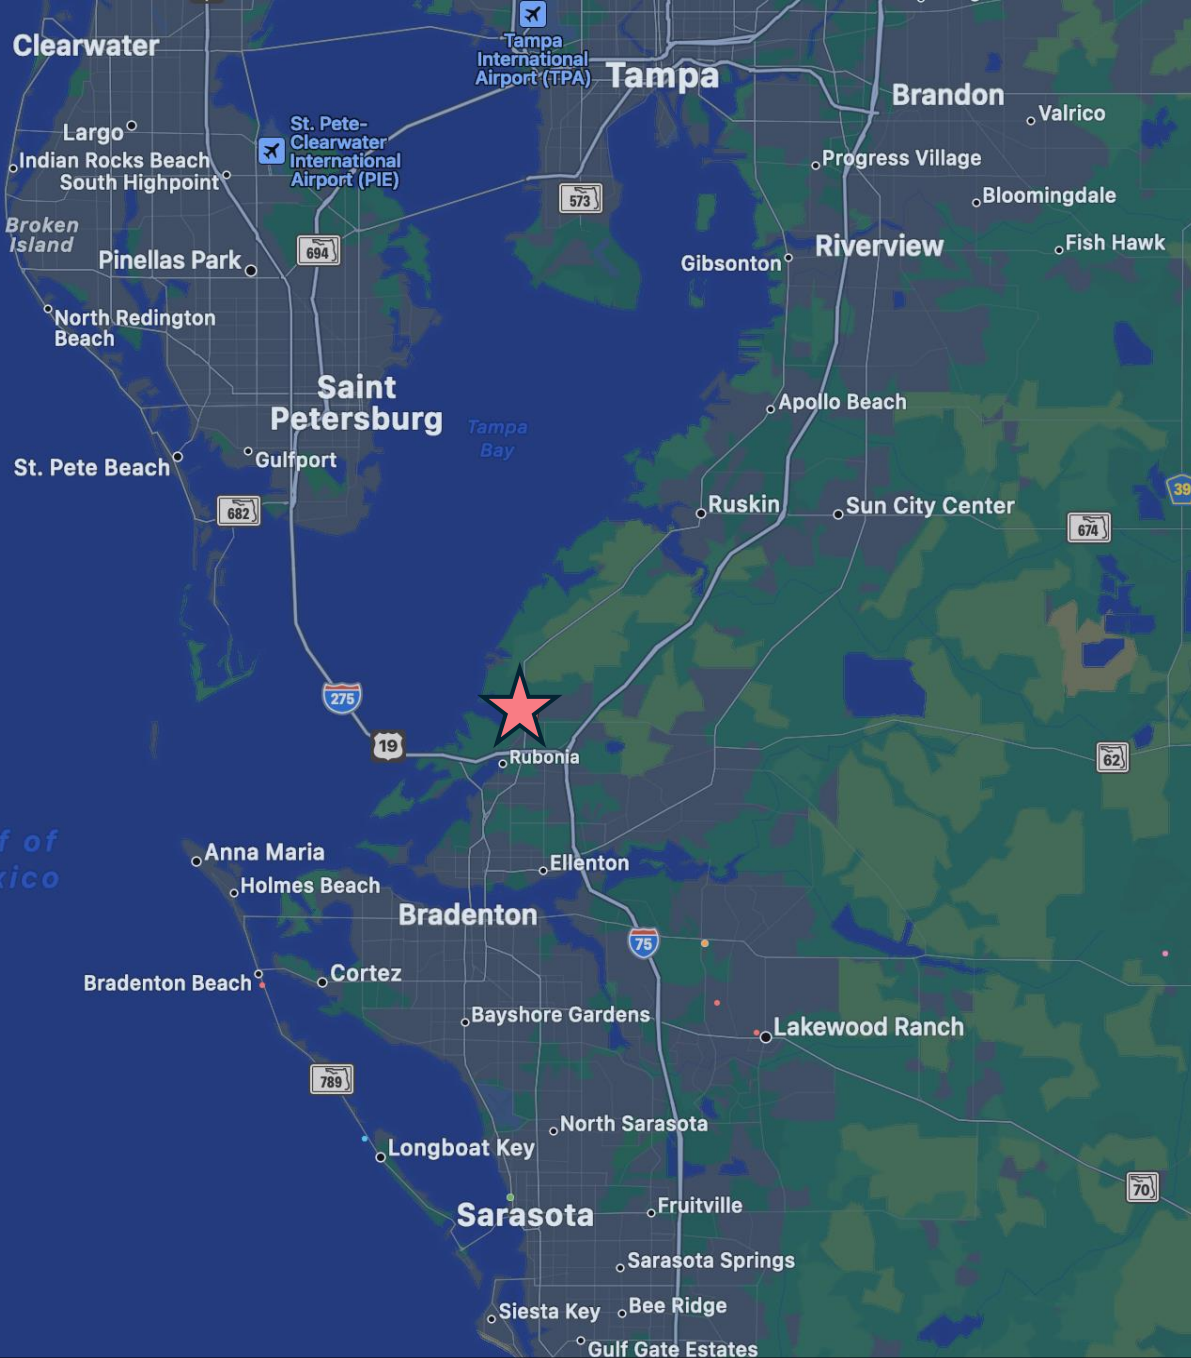 Clearwater
Tampa
International
Airport (TPA)
Tampa
Brandon
Valrico
Largo
St. Pete-
Clearwater
International
Airport (PIE)
Indian Rocks Beach
South Highpoint
Progress Village
573
Bloomingdale
Broken
Island
694
Riverview
Fish Hawk
Pinellas Park
Gibsonton
North Redington
Beach
Saint
Petersburg
Apollo Beach
Tampa
Bay
St. Pete Beach
Gulfport
39
682
Ruskin
Sun City Center
674
275
19
Rubonia
62
f of
xico
Anna Maria
Ellenton
Holmes Beach
Bradenton
75
Bradenton Beach
Cortez
Bayshore Gardens
Lakewood Ranch
789
North Sarasota
Longboat Key
70
Sarasota
Fruitville
Sarasota Springs
Siesta Key
Bee Ridge
Gulf Gate Estates